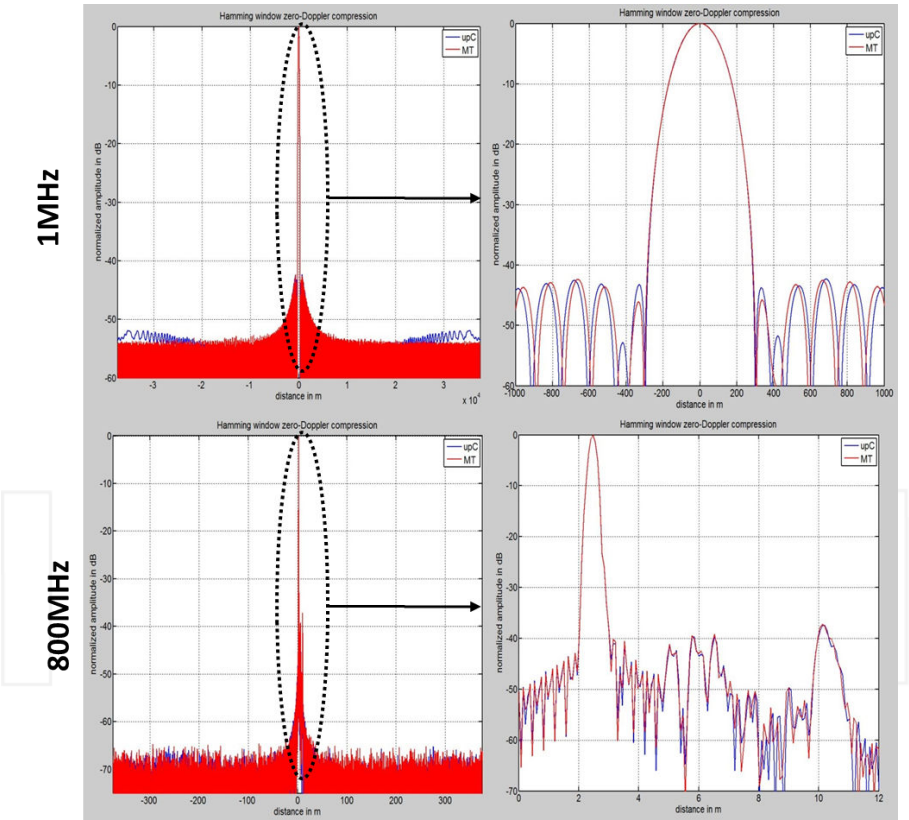 Hamming window zero-Doppler compression
upC
MT
0
-10
-20
-30
-40
-50
-60
normalized amplitude in dB
-3
-2
-1
0
1
2
3
x 10^4
distance in m
1MHz
Hamming window zero-Doppler compression
upC
MT
0
-10
-20
-30
-40
-50
-60
normalized amplitude in dB
-1000
-800
-600
-400
-200
0
200
400
600
800
1000
distance in m
Hamming window zero-Doppler compression
upC
MT
0
-10
-20
-30
-40
-50
-60
-70
normalized amplitude in dB
-300
-200
-100
0
100
200
300
distance in m
800MHz
Hamming window zero-Doppler compression
upC
MT
0
-10
-20
-30
-40
-50
-60
-70
normalized amplitude in dB
0
2
4
6
8
10
12
distance in m